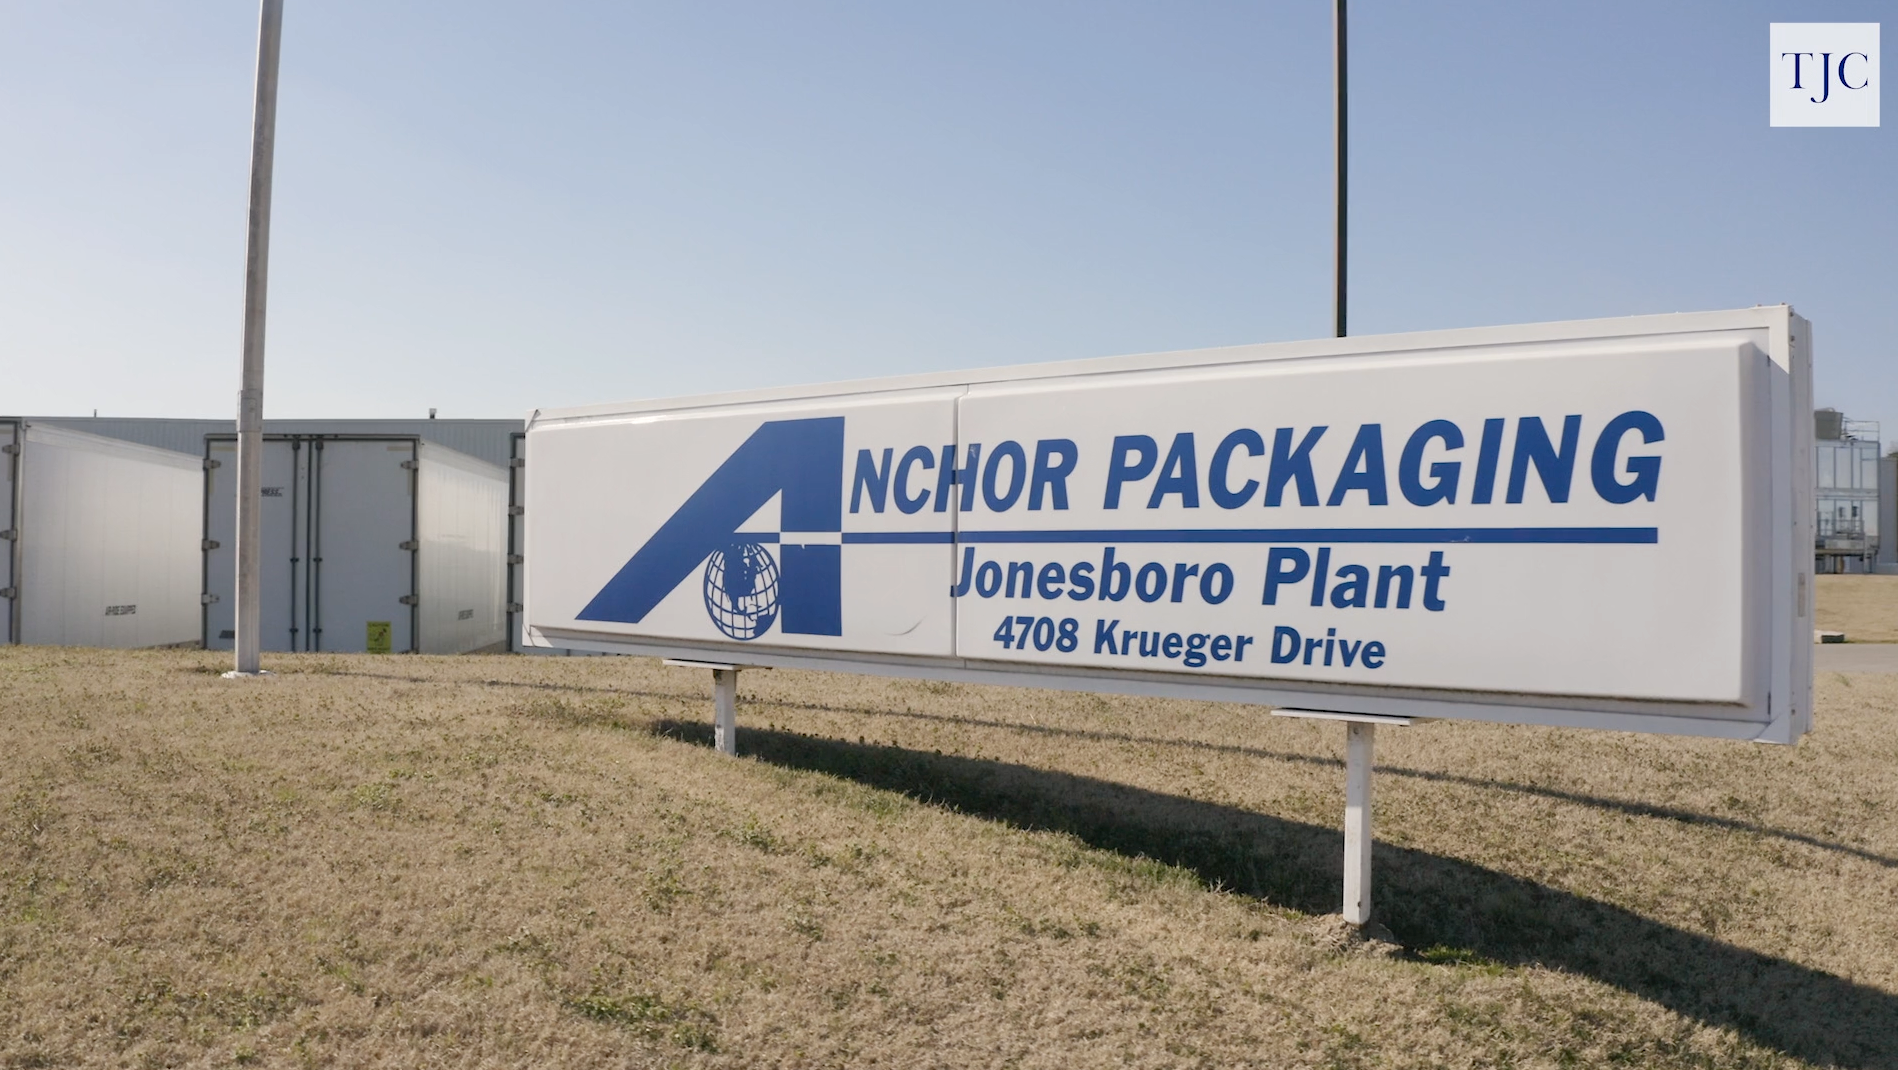 TJC
ANCHOR PACKAGING
Jonesboro Plant
4708 Krueger Drive